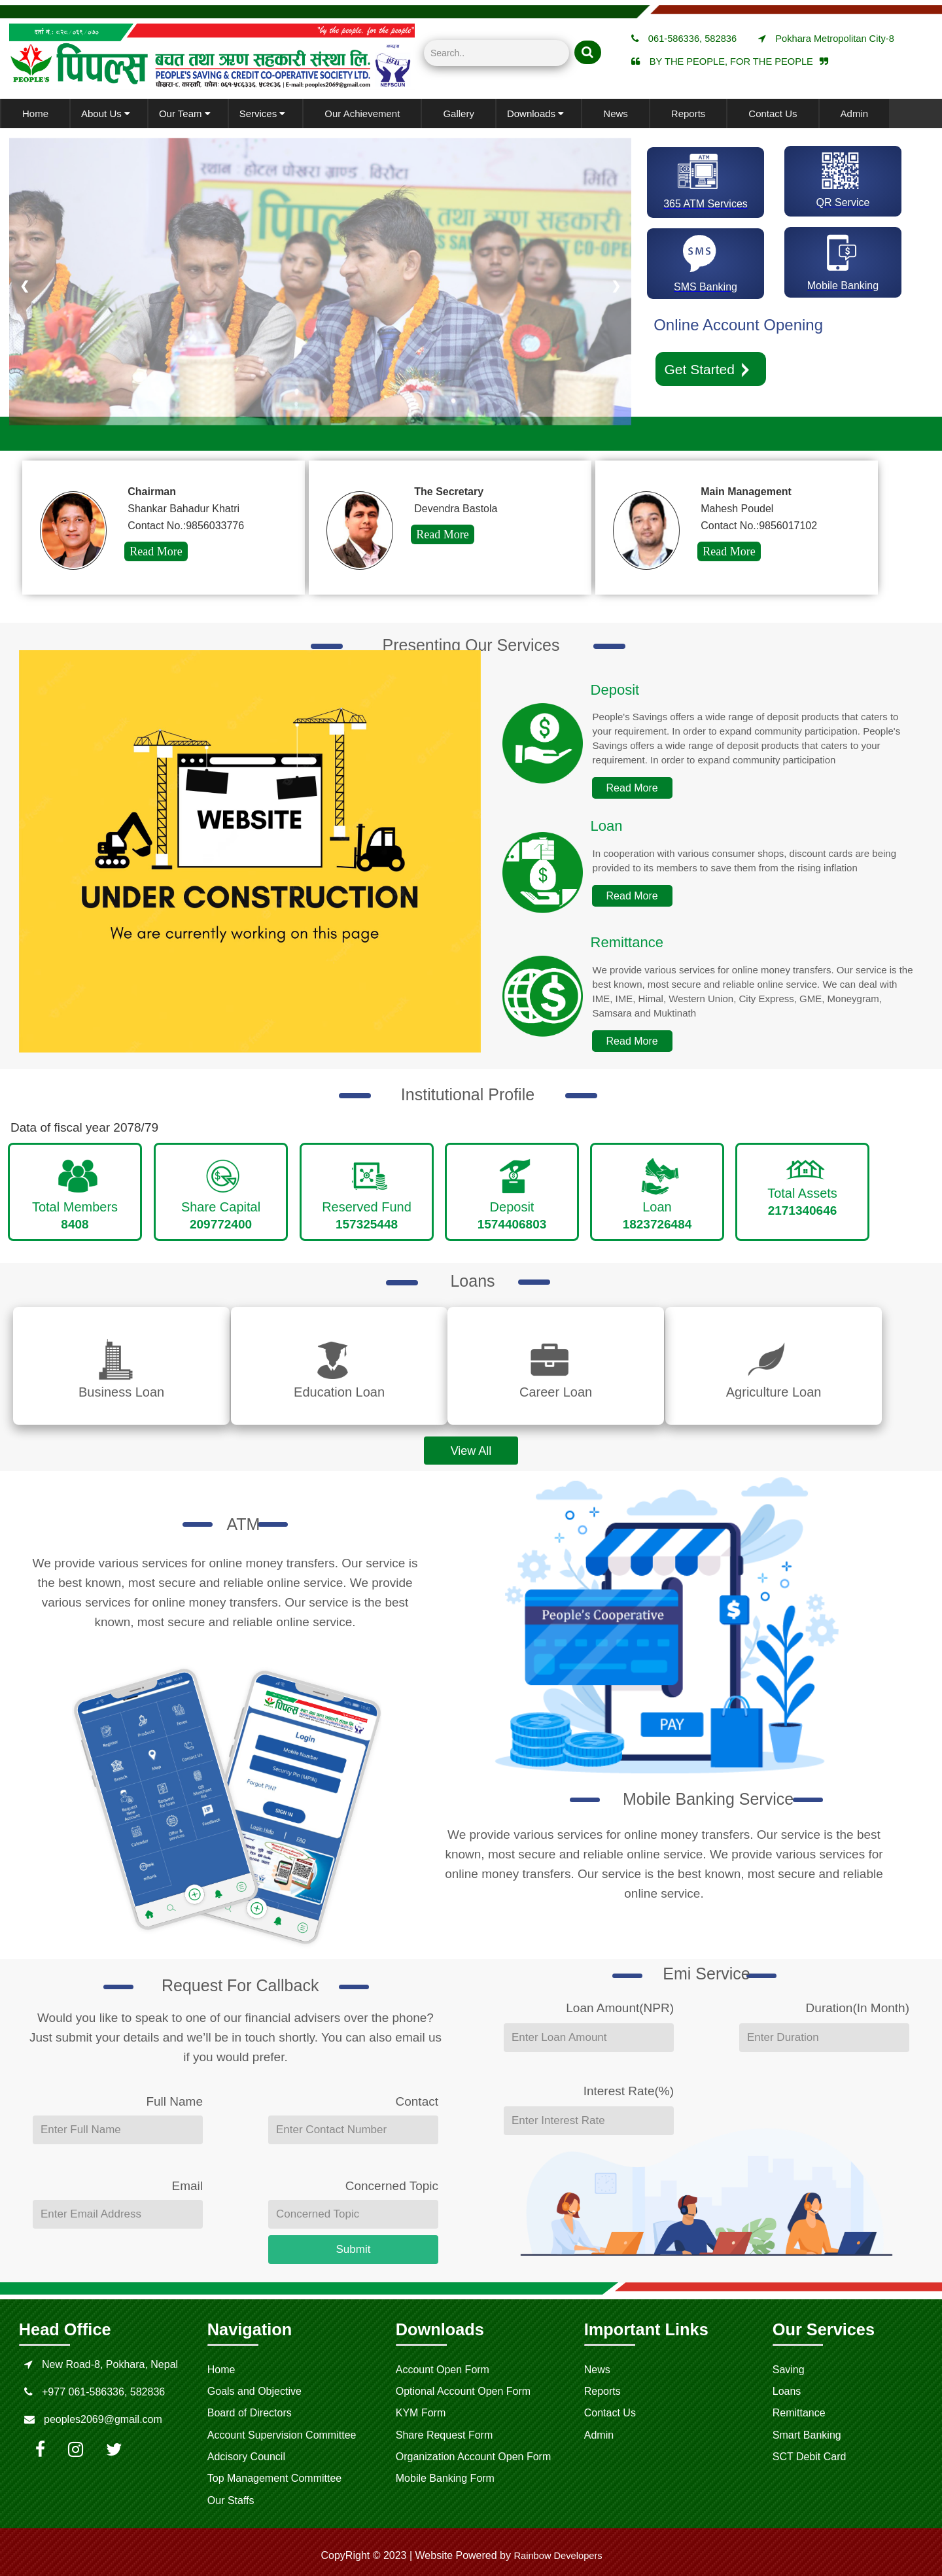 दर्ता नं.: ०२८/०६९/०७०
"by the people, for the people"
PEOPLE'S
पिपल्स
बचत तथा ऋण सहकारी संस्था लि.
PEOPLE'S SAVING & CREDIT CO-OPERATIVE SOCIETY LTD.
NEFSCUN
Search..
061-586336, 582836
Pokhara Metropolitan City-8
BY THE PEOPLE, FOR THE PEOPLE
Home
About Us
Our Team
Services
Our Achievement
Gallery
Downloads
News
Reports
Contact Us
Admin
स्थान : होटल पोखरा ग्राण्ड
मिति
तथा ऋण सहकारी
365 ATM Services
QR Service
SMS
SMS Banking
Mobile Banking
Online Account Opening
Get Started
Chairman
Shankar Bahadur Khatri
Contact No.:9856033776
Read More
The Secretary
Devendra Bastola
Read More
Main Management
Mahesh Poudel
Contact No.:9856017102
Read More
Presenting Our Services
WEBSITE
UNDER CONSTRUCTION
We are currently working on this page
Deposit
People's Savings offers a wide range of deposit products that caters to
your requirement. In order to expand community participation. People's
Savings offers a wide range of deposit products that caters to your
requirement. In order to expand community participation
Read More
Loan
In cooperation with various consumer shops, discount cards are being
provided to its members to save them from the rising inflation
Read More
Remittance
We provide various services for online money transfers. Our service is the
best known, most secure and reliable online service. We can deal with
IME, IME, Himal, Western Union, City Express, GME, Moneygram,
Samsara and Muktinath
Read More
Institutional Profile
Data of fiscal year 2078/79
Total Members
8408
Share Capital
209772400
Reserved Fund
157325448
Deposit
1574406803
Loan
1823726484
Total Assets
2171340646
Loans
Business Loan
Education Loan
Career Loan
Agriculture Loan
View All
ATM
We provide various services for online money transfers. Our service is
the best known, most secure and reliable online service. We provide
various services for online money transfers. Our service is the best
known, most secure and reliable online service.
Login
Mobile Number
Security Pin (MPIN)
Forgot PIN?
SIGN IN
Login Help
FAQ
People's Cooperative
PAY
Mobile Banking Service
We provide various services for online money transfers. Our service is the best
known, most secure and reliable online service. We provide various services for
online money transfers. Our service is the best known, most secure and reliable
online service.
Request For Callback
Would you like to speak to one of our financial advisers over the phone?
Just submit your details and we'll be in touch shortly. You can also email us
if you would prefer.
Full Name
Contact
Enter Full Name
Enter Contact Number
Email
Concerned Topic
Enter Email Address
Concerned Topic
Submit
Emi Service
Loan Amount(NPR)
Duration(In Month)
Enter Loan Amount
Enter Duration
Interest Rate(%)
Enter Interest Rate
Head Office
New Road-8, Pokhara, Nepal
+977 061-586336, 582836
peoples2069@gmail.com
Navigation
Home
Goals and Objective
Board of Directors
Account Supervision Committee
Adcisory Council
Top Management Committee
Our Staffs
Downloads
Account Open Form
Optional Account Open Form
KYM Form
Share Request Form
Organization Account Open Form
Mobile Banking Form
Important Links
News
Reports
Contact Us
Admin
Our Services
Saving
Loans
Remittance
Smart Banking
SCT Debit Card
CopyRight © 2023 | Website Powered by Rainbow Developers